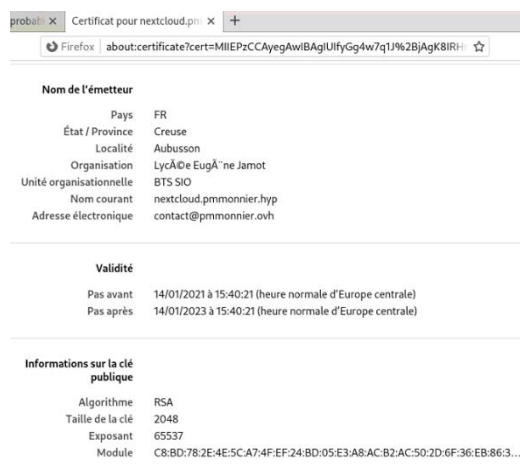 Certificat pour nextcloud.pm
Firefox about:certificate?cert=MIIEPzCCAyegAwIBAgIUIfyGg4w7q1J%2BjAgK8IRH
Nom de l'émetteur
Pays FR
État / Province Creuse
Localité Aubusson
Organisation LycÃ©e EugÃ¨ne Jamot
Unité organisationnelle BTS SIO
Nom courant nextcloud.pmmonnier.hyp
Adresse électronique contact@pmmonnier.ovh
Validité
Pas avant 14/01/2021 à 15:40:21 (heure normale d'Europe centrale)
Pas après 14/01/2023 à 15:40:21 (heure normale d'Europe centrale)
Informations sur la clé
publique
Algorithme RSA
Taille de la clé 2048
Exposant 65537
Module C8:BD:78:2E:4E:5C:A7:4F:EF:24:BD:05:E3:A8:AC:B2:AC:50:2D:6F:36:EB:86:3...